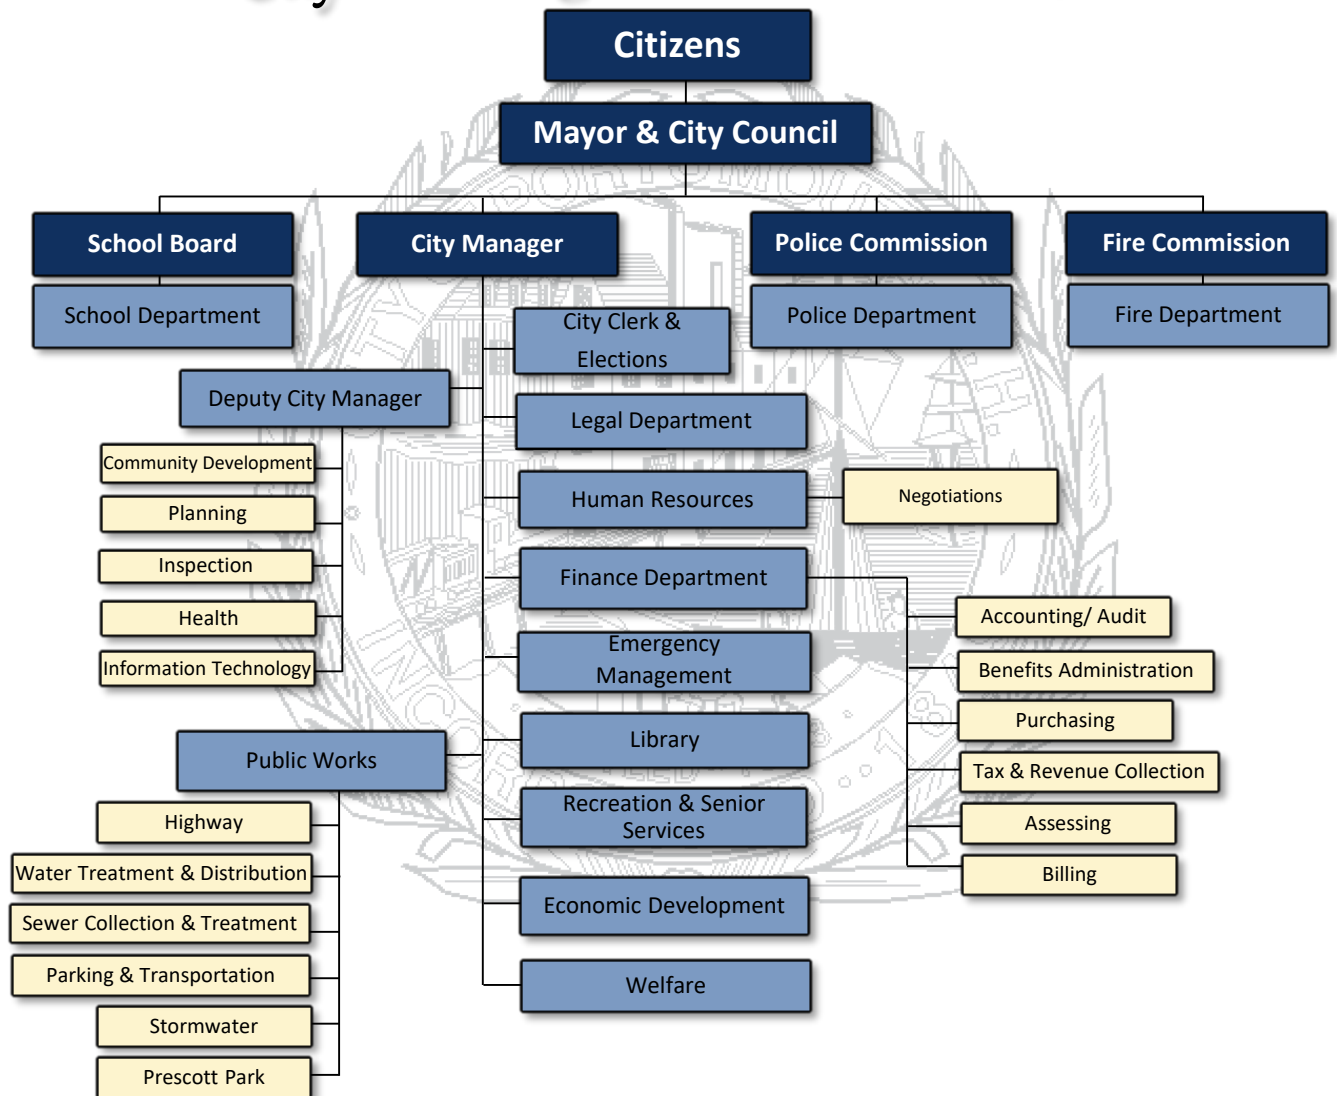 Citizens
Mayor & City Council
School Board
City Manager
Police Commission
Fire Commission
School Department
Police Department
Fire Department
City Clerk &
Elections
Deputy City Manager
Legal Department
Community Development
Planning
Inspection
Health
Information Technology
Human Resources
Negotiations
Finance Department
Accounting/ Audit
Benefits Administration
Purchasing
Tax & Revenue Collection
Assessing
Billing
Emergency
Management
Library
Public Works
Highway
Water Treatment & Distribution
Sewer Collection & Treatment
Parking & Transportation
Stormwater
Prescott Park
Recreation & Senior
Services
Economic Development
Welfare